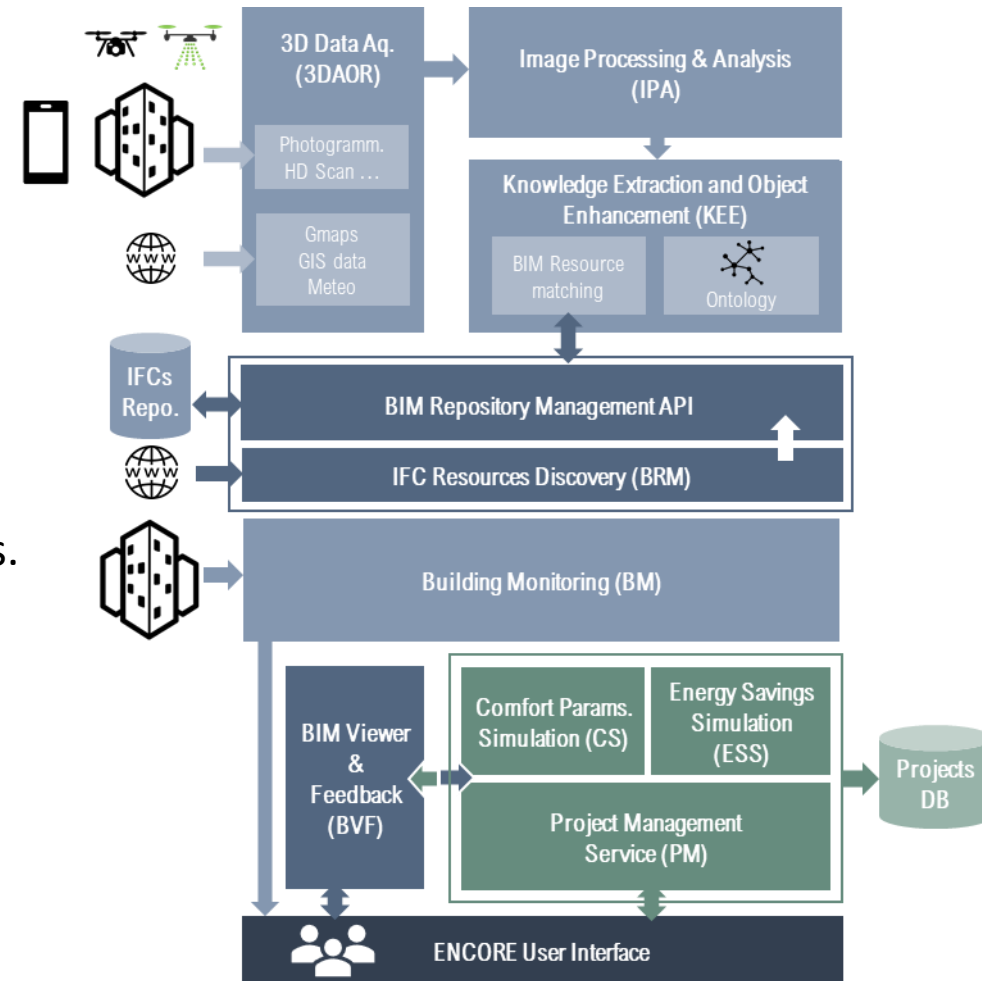 3D Data Aq.
(3DAOR)
Image Processing & Analysis
(IPA)
Photogramm.
HD Scan ...
Knowledge Extraction and Object
Enhancement (KEE)
WWW
Gmaps
GIS data
Meteo
BIM Resource
matching
Ontology
IFCs
Repo.
BIM Repository Management API
WWW
IFC Resources Discovery (BRM)
s.
Building Monitoring (BM)
BIM Viewer
&
Feedback
(BVF)
Comfort Params.
Simulation (CS)
Energy Savings
Simulation
(ESS)
Projects
DB
Project Management
Service (PM)
ENCORE User Interface